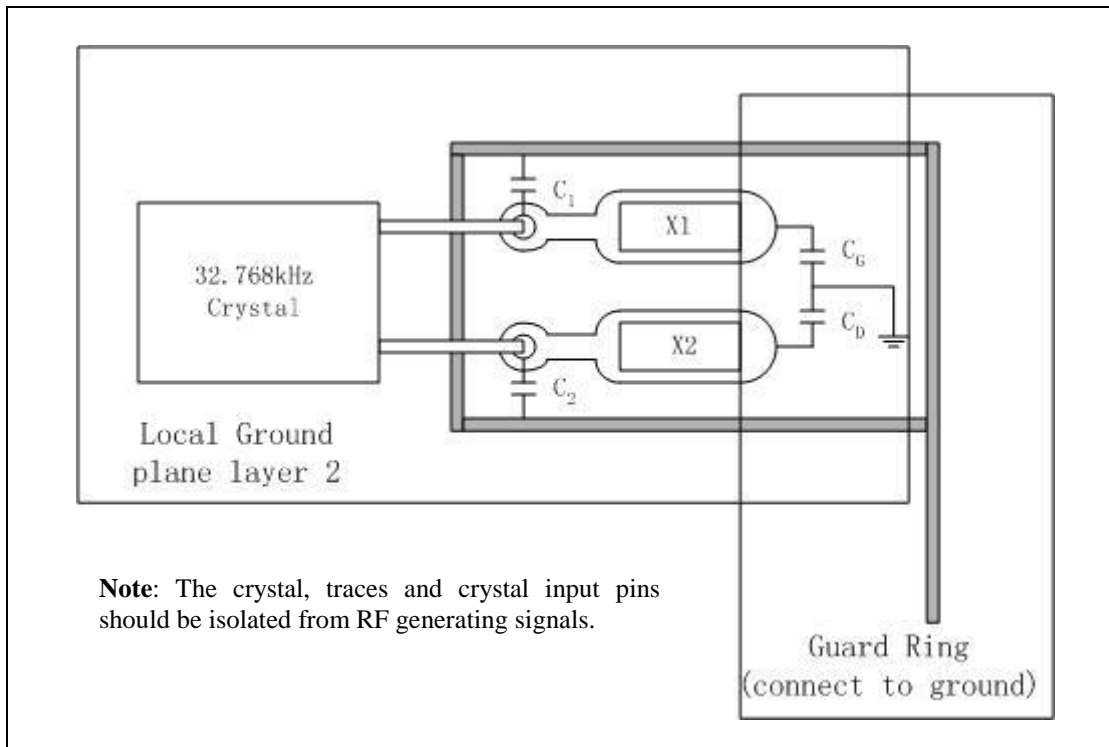 C1
X1
32.768kHz
Crystal
CG
CD
X2
C2
Local Ground
plane layer 2
Note: The crystal, traces and crystal input pins
should be isolated from RF generating signals.
Guard Ring
(connect to ground)